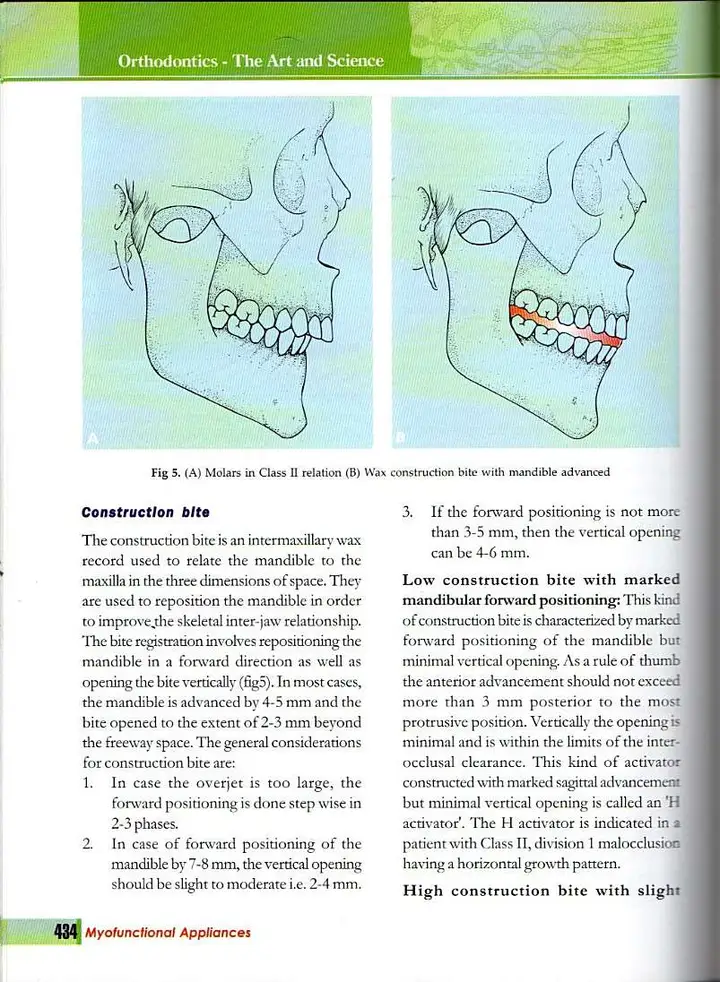 Orthodontics - The Art and Science
A
B
Fig 5. (A) Molars in Class II relation (B) Wax construction bite with mandible advanced
Construction bite
The construction bite is an intermaxillary wax
record used to relate the mandible to the
maxilla in the three dimensions of space. They
are used to reposition the mandible in order
to improve the skeletal inter-jaw relationship.
The bite registration involves repositioning the
mandible in a forward direction as well as
opening the bite vertically (fig5). In most cases,
the mandible is advanced by 4-5 mm and the
bite opened to the extent of 2-3 mm beyond
the freeway space. The general considerations
for construction bite are:
1. In case the overjet is too large, the
forward positioning is done step wise in
2-3 phases.
2. In case of forward positioning of the
mandible by 7-8 mm, the vertical opening
should be slight to moderate i.e. 2-4 mm.
3. If the forward positioning is not more
than 3-5 mm, then the vertical opening
can be 4-6 mm.
Low construction bite with marked
mandibular forward positioning: This kind
of construction bite is characterized by marked
forward positioning of the mandible but
minimal vertical opening. As a rule of thumb
the anterior advancement should not exceed
more than 3 mm posterior to the most
protrusive position. Vertically the opening is
minimal and is within the limits of the inter-
occlusal clearance. This kind of activator
constructed with marked sagittal advancement
but minimal vertical opening is called an 'H
activator'. The H activator is indicated in a
patient with Class II, division 1 malocclusion
having a horizontal growth pattern.
High construction bite with slight
434 Myofunctional Appliances